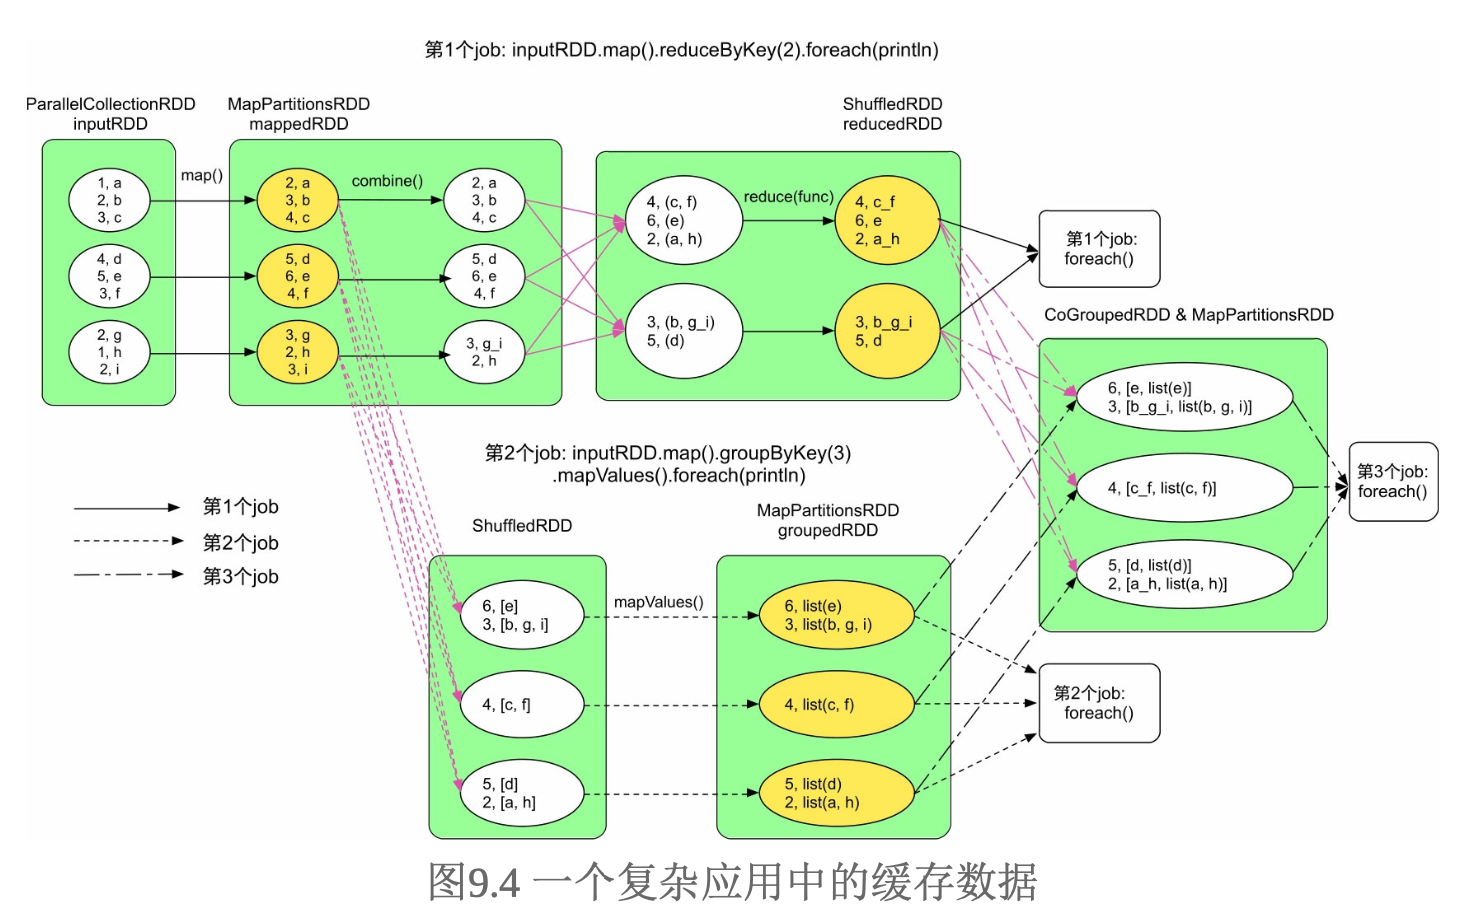 第1个job: inputRDD.map().reduceByKey(2).foreach(println)
ParallelCollectionRDD
inputRDD
MapPartitionsRDD
mappedRDD
ShuffledRDD
reducedRDD
1, a
2, b
3, c
4, d
5, e
3, f
2, g
1, h
2, i
map()
2, a
3, b
4, c
5, d
6, e
4, f
3, g
2, h
3, i
combine()
2, a
3, b
4, c
5, d
6, e
4, f
3, g_i
2, h
4, (c, f)
6, (e)
2, (a, h)
3, (b, g_i)
5, (d)
reduce(func)
4, c_f
6, e
2, a_h
3, b_g_i
5, d
第1个job:
foreach()
CoGroupedRDD & MapPartitionsRDD
6, [e, list(e)]
3, [b_g_i, list(b, g, i)]
4, [c_f, list(c, f)]
5, [d, list(d)]
2, [a_h, list(a, h)]
第3个job:
foreach()
第2个job: inputRDD.map().groupByKey(3)
.mapValues().foreach(println)
第1个job
第2个job
第3个job
ShuffledRDD
MapPartitionsRDD
groupedRDD
6, [e]
3, [b, g, i]
4, [c, f]
5, [d]
2, [a, h]
mapValues()
6, list(e)
3, list(b, g, i)
4, list(c, f)
5, list(d)
2, list(a, h)
第2个job:
foreach()
图9.4 一个复杂应用中的缓存数据